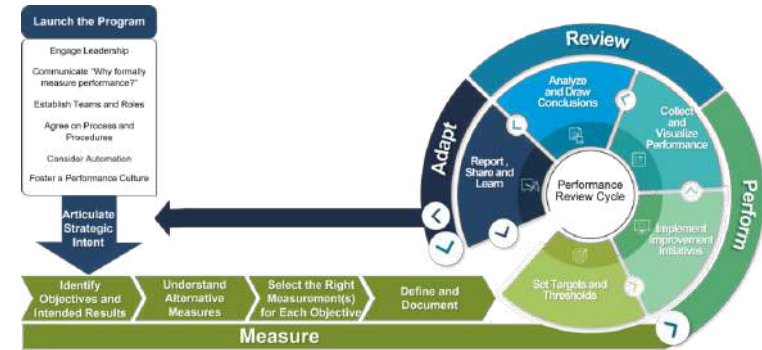 Launch the Program
Engage Leadership
Communicate "Why formally
measure performance?"
Establish Teams and Roles
Agree on Process and
Procedures
Consider Automation
Foster a Performance Culture
Articulate
Strategic
Intent
Identify
Objectives and
Intended Results
Understand
Alternative
Measures
Select the Right
Measurement(s)
for Each Objective
Define and
Document
Measure
Set Targets and
Thresholds
Implement
Improvement
Initiatives
Perform
Collect
and
Visualize
Performance
Review
Analyze
and Draw
Conclusions
Adapt
Report,
Share and
Learn
Performance
Review Cycle